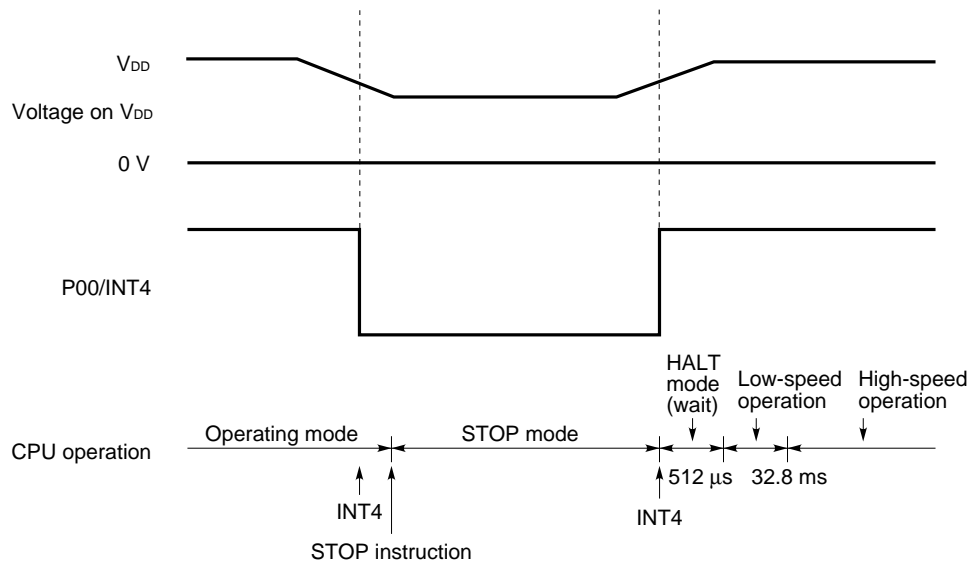 VDD
Voltage on VDD
0 V
P00/INT4
HALT
mode
(wait)
Low-speed
operation
High-speed
operation
CPU operation
Operating mode
STOP mode
512 μs
32.8 ms
INT4
INT4
STOP instruction